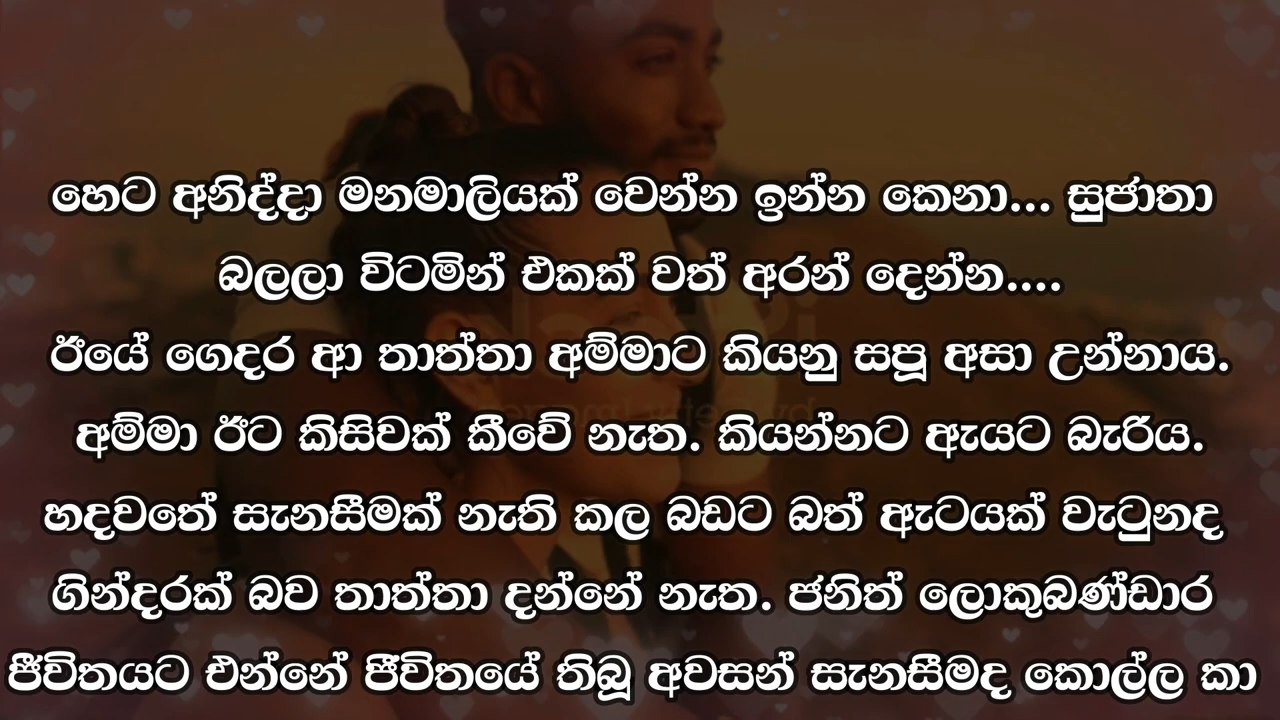 හෙට අනිද්දා මනමාලියක් වෙන්න ඉන්න කෙනා... සුජාතා
බලලා විටමින් එකක් වත් අරන් දෙන්න....
ඊයේ ගෙදර ආ තාත්තා අම්මාට කියනු සපූ අසා උන්නාය.
අම්මා ඊට කිසිවක් කීවේ නැත. කියන්නට ඇයට බැරිය.
හදවතේ සැනසීමක් නැති කල බඩට බත් ඇටයක් වැටුනද
ගින්දරක් බව තාත්තා දන්නේ නැත. ජනිත් ලොකුබණ්ඩාර
ජීවිතයට එන්නේ ජීවිතයේ තිබූ අවසන් සැනසීමද කොල්ල කා